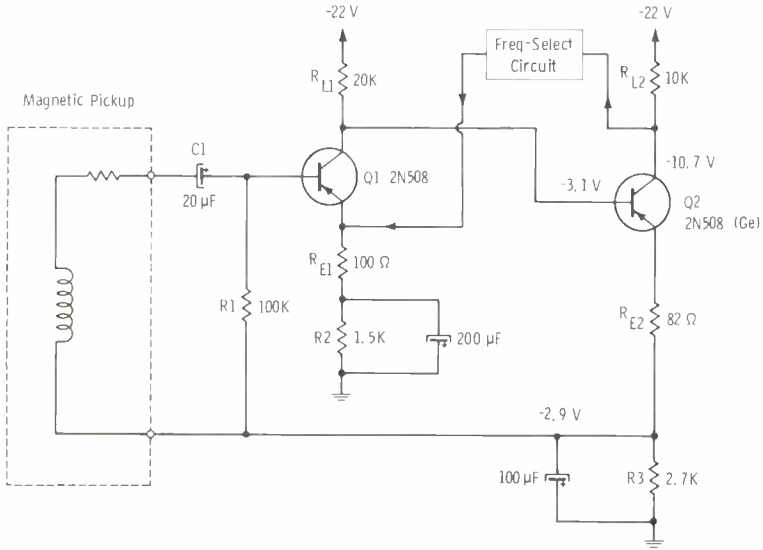 -22 V
-22 V
Freq-Select
Circuit
R L1
20K
R L2
10K
Magnetic Pickup
C1
20 µF
Q1 2N508
-3.1 V
-10.7 V
Q2
2N508 (Ge)
R E1
100 Ω
R1
100K
R2
1.5K
200 µF
R E2
82 Ω
-2.9 V
100 µF
R3
2.7K